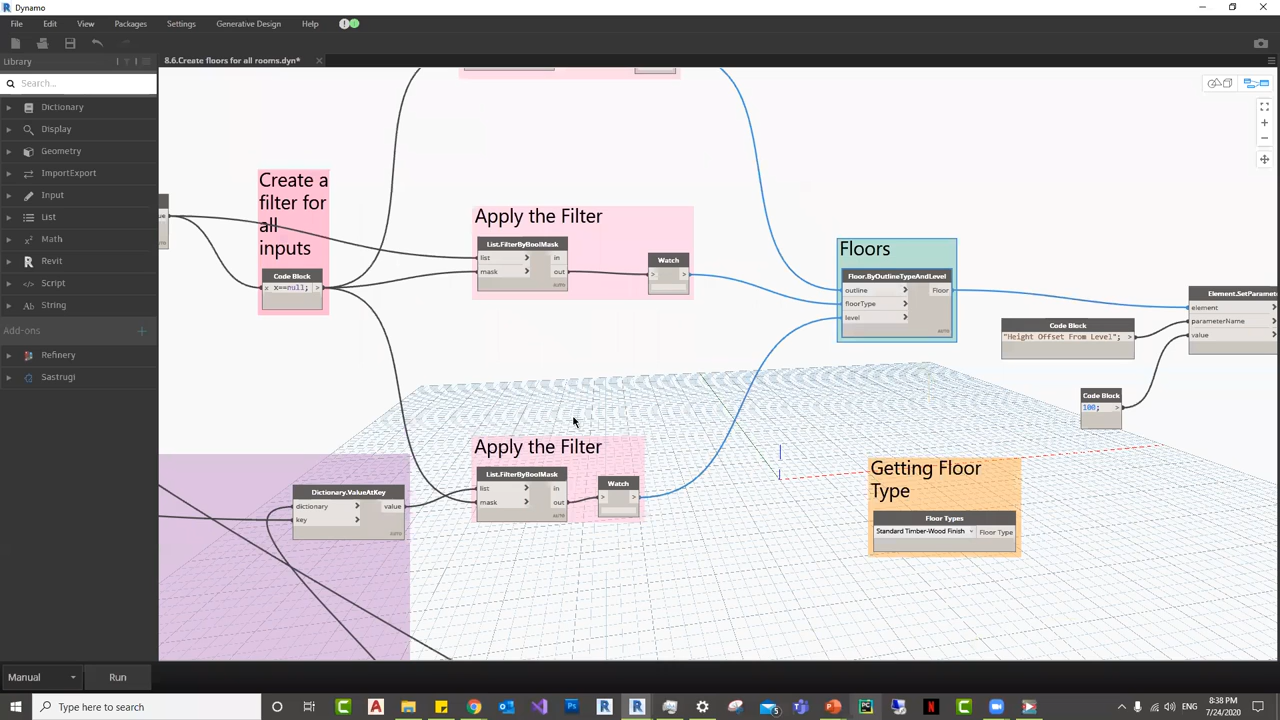 Dynamo
File Edit View Packages Settings Generative Design Help
Library
8.6.Create floors for all rooms.dyn*
Search...
Dictionary
Display
Geometry
ImportExport
Input
List
Math
Revit
Script
String
Add-ons
Refinery
Sastrugi
Create a
filter for
all
inputs
Code Block
x x==null; >
Apply the Filter
List.FilterByBoolMask
list > in
mask > out
AUTO
Watch
> >
Floors
Floor.ByOutlineTypeAndLevel
outline > Floor
floorType >
level >
AUTO
Element.SetParamet
element >
parameterName >
value >
Code Block
"Height Offset From Level"; >
Code Block
100; >
Apply the Filter
List.FilterByBoolMask
list > in
mask > out
AUTO
Watch
> >
Dictionary.ValueAtKey
dictionary > value
key >
AUTO
Getting Floor
Type
Floor Types
Standard Timber-Wood Finish Floor Type
Manual Run
Type here to search
8:38 PM
7/24/2020